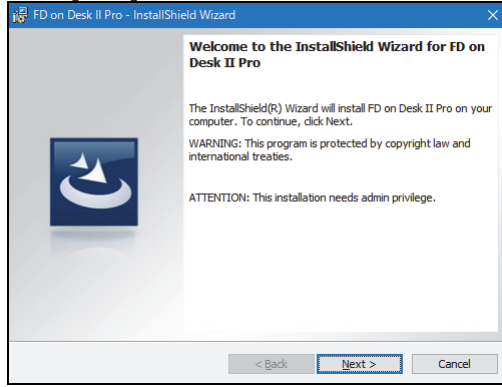 FD on Desk II Pro - InstallShield Wizard
Welcome to the InstallShield Wizard for FD on
Desk II Pro
The InstallShield(R) Wizard will install FD on Desk II Pro on your
computer. To continue, click Next.
WARNING: This program is protected by copyright law and
international treaties.
ATTENTION: This installation needs admin privilege.
< Back Next > Cancel